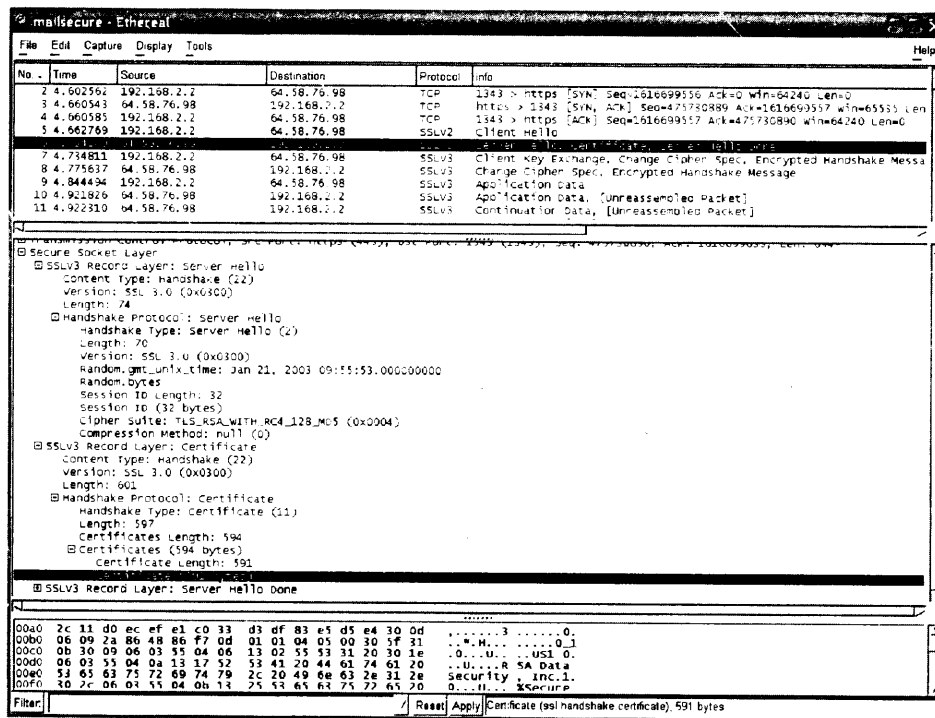 mailsecure - Ethereal
File Edit Capture Display Tools Help
No. . Time Source Destination Protocol Info
2 4.602562 192.168.2.2 64.58.76.98 TCP 1343 > https [SYN] Seq=1616699556 Ack=0 Win=64240 Len=0
3 4.660543 64.58.76.98 192.168.2.2 TCP https > 1343 [SYN, ACK] Seq=475730889 Ack=1616699557 Win=65535 Len
4 4.660585 192.168.2.2 64.58.76.98 TCP 1343 > https [ACK] Seq=1616699557 Ack=475730890 Win=64240 Len=0
5 4.662769 192.168.2.2 64.58.76.98 SSLv2 Client Hello
Server Hello, Certificate, Server Hello Done
7 4.734811 192.168.2.2 64.58.76.98 SSLv3 Client Key Exchange, Change Cipher Spec, Encrypted Handshake Messa
8 4.775637 64.58.76.98 192.168.2.2 SSLv3 Change Cipher Spec, Encrypted Handshake Message
9 4.844494 192.168.2.2 64.58.76.98 SSLv3 Application Data
10 4.921826 64.58.76.98 192.168.2.2 SSLv3 Application Data, [Unreassembled Packet]
11 4.922310 64.58.76.98 192.168.2.2 SSLv3 Continuation Data, [Unreassembled Packet]
Secure Socket Layer
SSLv3 Record Layer: Server Hello
Content Type: Handshake (22)
Version: SSL 3.0 (0x0300)
Length: 74
Handshake Protocol: Server Hello
Handshake Type: Server Hello (2)
Length: 70
Version: SSL 3.0 (0x0300)
Random.gmt_unix_time: Jan 21, 2003 09:55:53.000000000
Random.bytes
Session ID Length: 32
Session ID (32 bytes)
Cipher Suite: TLS_RSA_WITH_RC4_128_MD5 (0x0004)
Compression Method: null (0)
SSLv3 Record Layer: Certificate
Content Type: Handshake (22)
Version: SSL 3.0 (0x0300)
Length: 601
Handshake Protocol: Certificate
Handshake Type: Certificate (11)
Length: 597
Certificates Length: 594
Certificates (594 bytes)
Certificate Length: 591
SSLv3 Record Layer: Server Hello Done
00a0 2c 11 d0 ec ef e1 c0 33 d3 df 83 e5 d5 e4 30 0d ,......3 ......0.
00b0 06 09 2a 86 48 86 f7 0d 01 01 04 05 00 30 5f 31 ..*.H... .....0_1
00c0 0b 30 09 06 03 55 04 06 13 02 55 53 31 20 30 1e .0...U.. ..US1 0.
00d0 06 03 55 04 0a 13 17 52 53 41 20 44 61 74 61 20 ..U....R SA Data
00e0 53 65 63 75 72 69 74 79 2c 20 49 6e 63 2e 31 2e Security , Inc.1.
00f0 30 2c 06 03 55 04 0b 13 25 53 65 63 75 72 65 20 0,..U... %Secure
Filter: / Reset Apply Certificate (ssl.handshake.certificate), 591 bytes